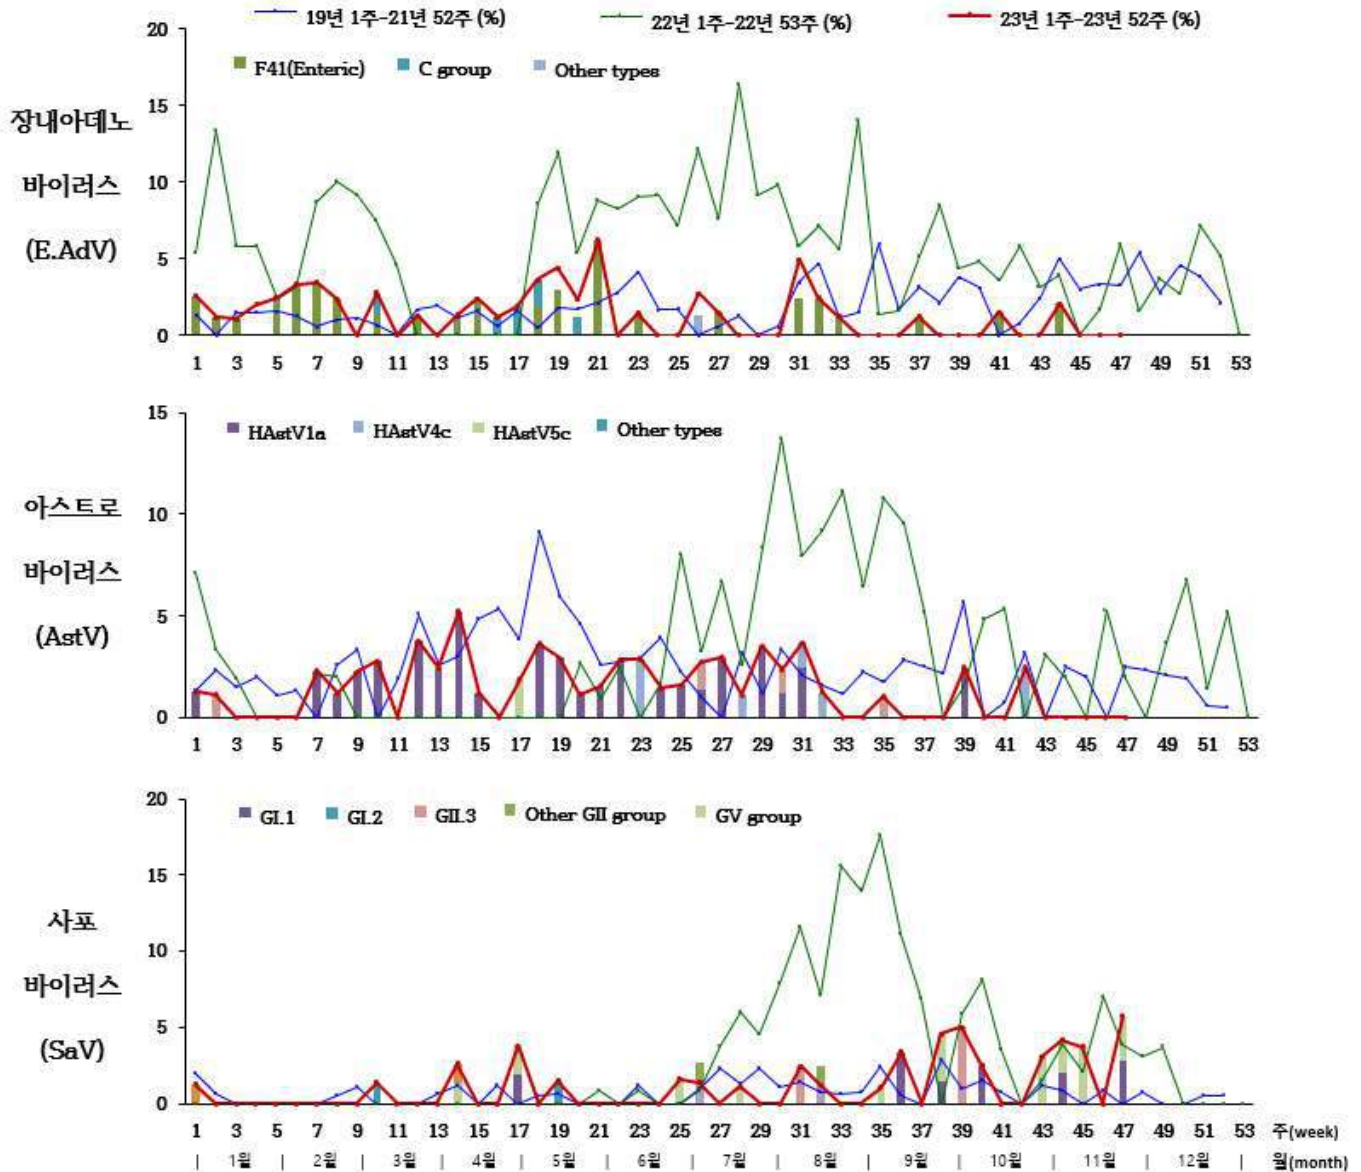 19년 1주-21년 52주 (%) 22년 1주-22년 53주 (%) 23년 1주-23년 52주 (%)
F41(Enteric) C group Other types
장내아데노
바이러스
(E.AdV)
20
15
10
5
0
1 3 5 7 9 11 13 15 17 19 21 23 25 27 29 31 33 35 37 39 41 43 45 47 49 51 53
HAstV1a HAstV4c HAstV5c Other types
아스트로
바이러스
(AstV)
15
10
5
0
1 3 5 7 9 11 13 15 17 19 21 23 25 27 29 31 33 35 37 39 41 43 45 47 49 51 53
GI.1 GI.2 GII.3 Other GII group GV group
사포
바이러스
(SaV)
20
15
10
5
0
1 3 5 7 9 11 13 15 17 19 21 23 25 27 29 31 33 35 37 39 41 43 45 47 49 51 53 주(week)
| 1월 | 2월 | 3월 | 4월 | 5월 | 6월 | 7월 | 8월 | 9월 | 10월 | 11월 | 12월 | 월(month)